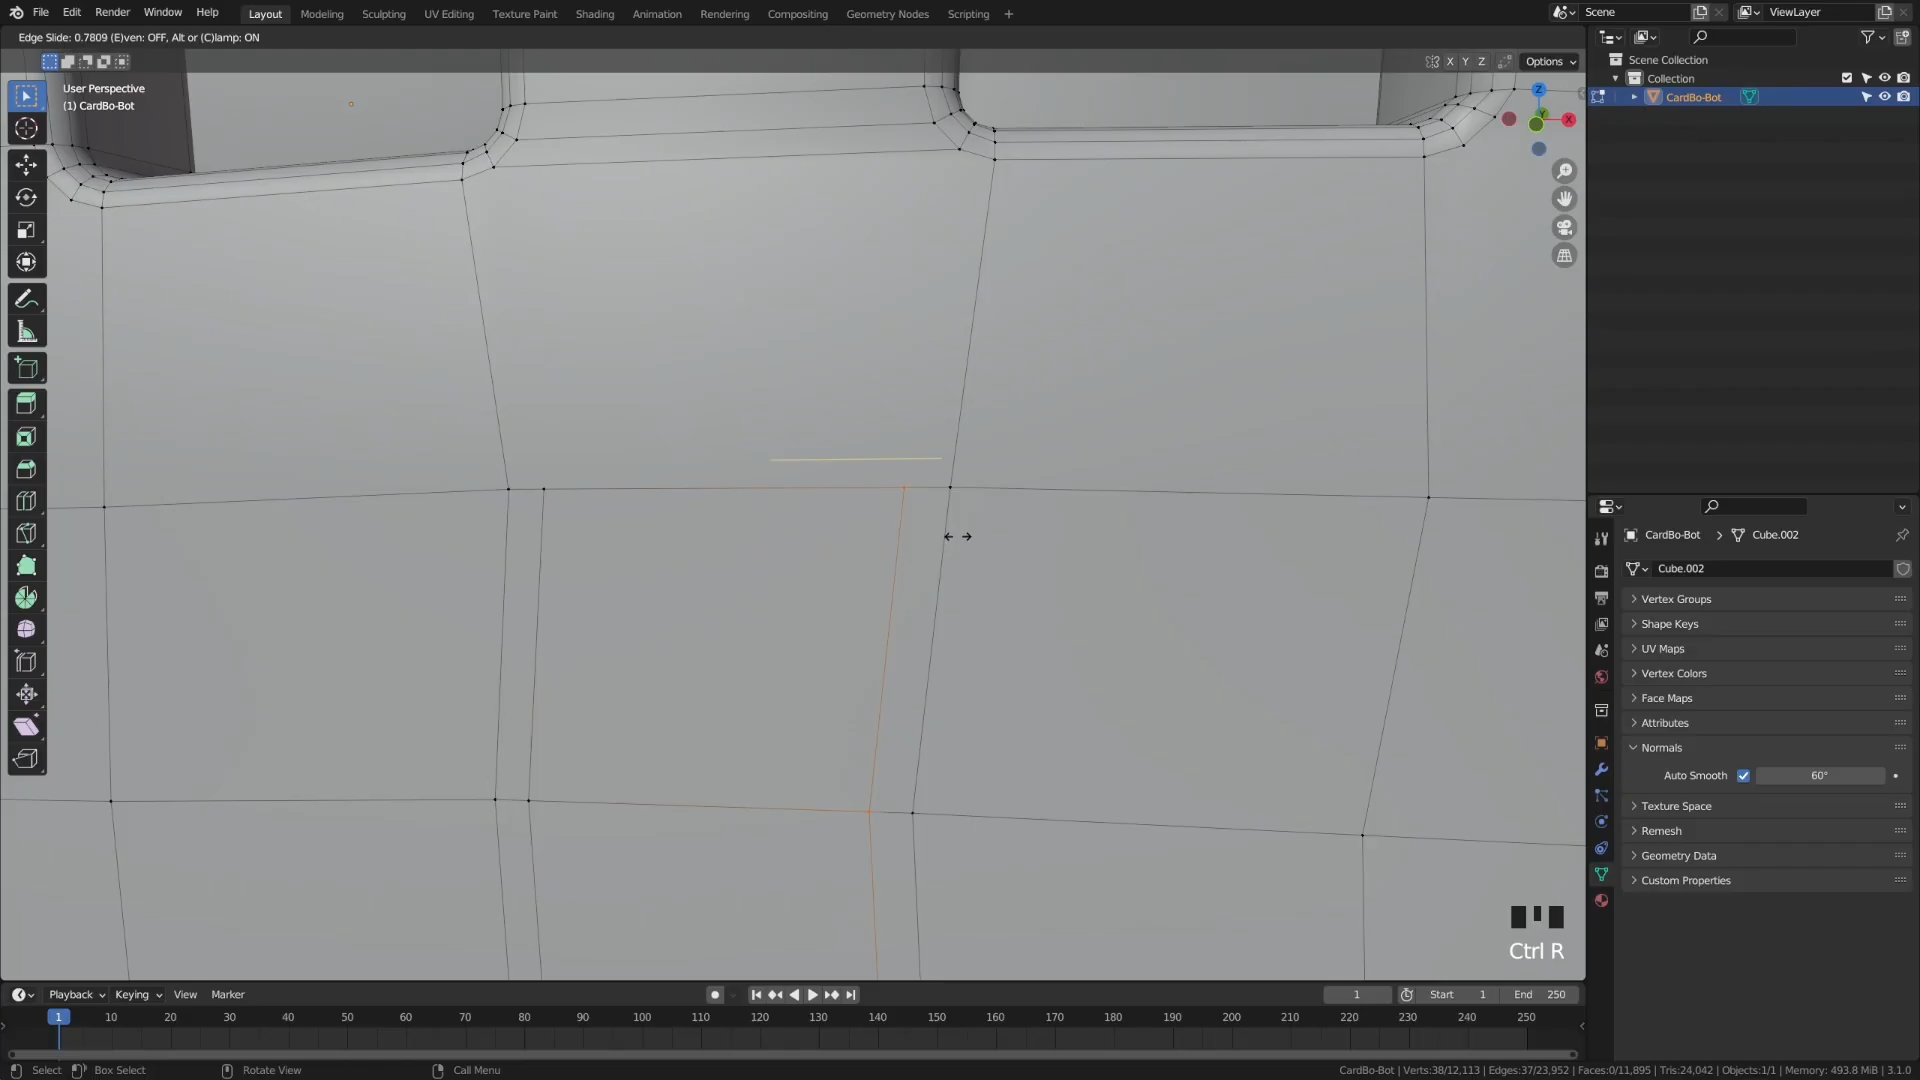 File Edit Render Window Help Layout Modeling Sculpting UV Editing Texture Paint Shading Animation Rendering Compositing Geometry Nodes Scripting Scene ViewLayer
Edge Slide: 0.7809 (E)ven: OFF, Alt or (C)lamp: ON
X Y Z Options
Scene Collection
Collection
CardBo-Bot
User Perspective
(1) CardBo-Bot
Z
X
CardBo-Bot > Cube.002
Cube.002
Vertex Groups
Shape Keys
UV Maps
Vertex Colors
Face Maps
Attributes
Normals
Auto Smooth 60°
Texture Space
Remesh
Geometry Data
Custom Properties
Ctrl R
Playback Keying View Marker 1 Start 1 End 250
1 10 20 30 40 50 60 70 80 90 100 110 120 130 140 150 160 170 180 190 200 210 220 230 240 250
Select Box Select Rotate View Call Menu CardBo-Bot | Verts:38/12,113 | Edges:37/23,952 | Faces:0/11,895 | Tris:24,042 | Objects:1/1 | Memory: 493.8 MiB | 3.1.0